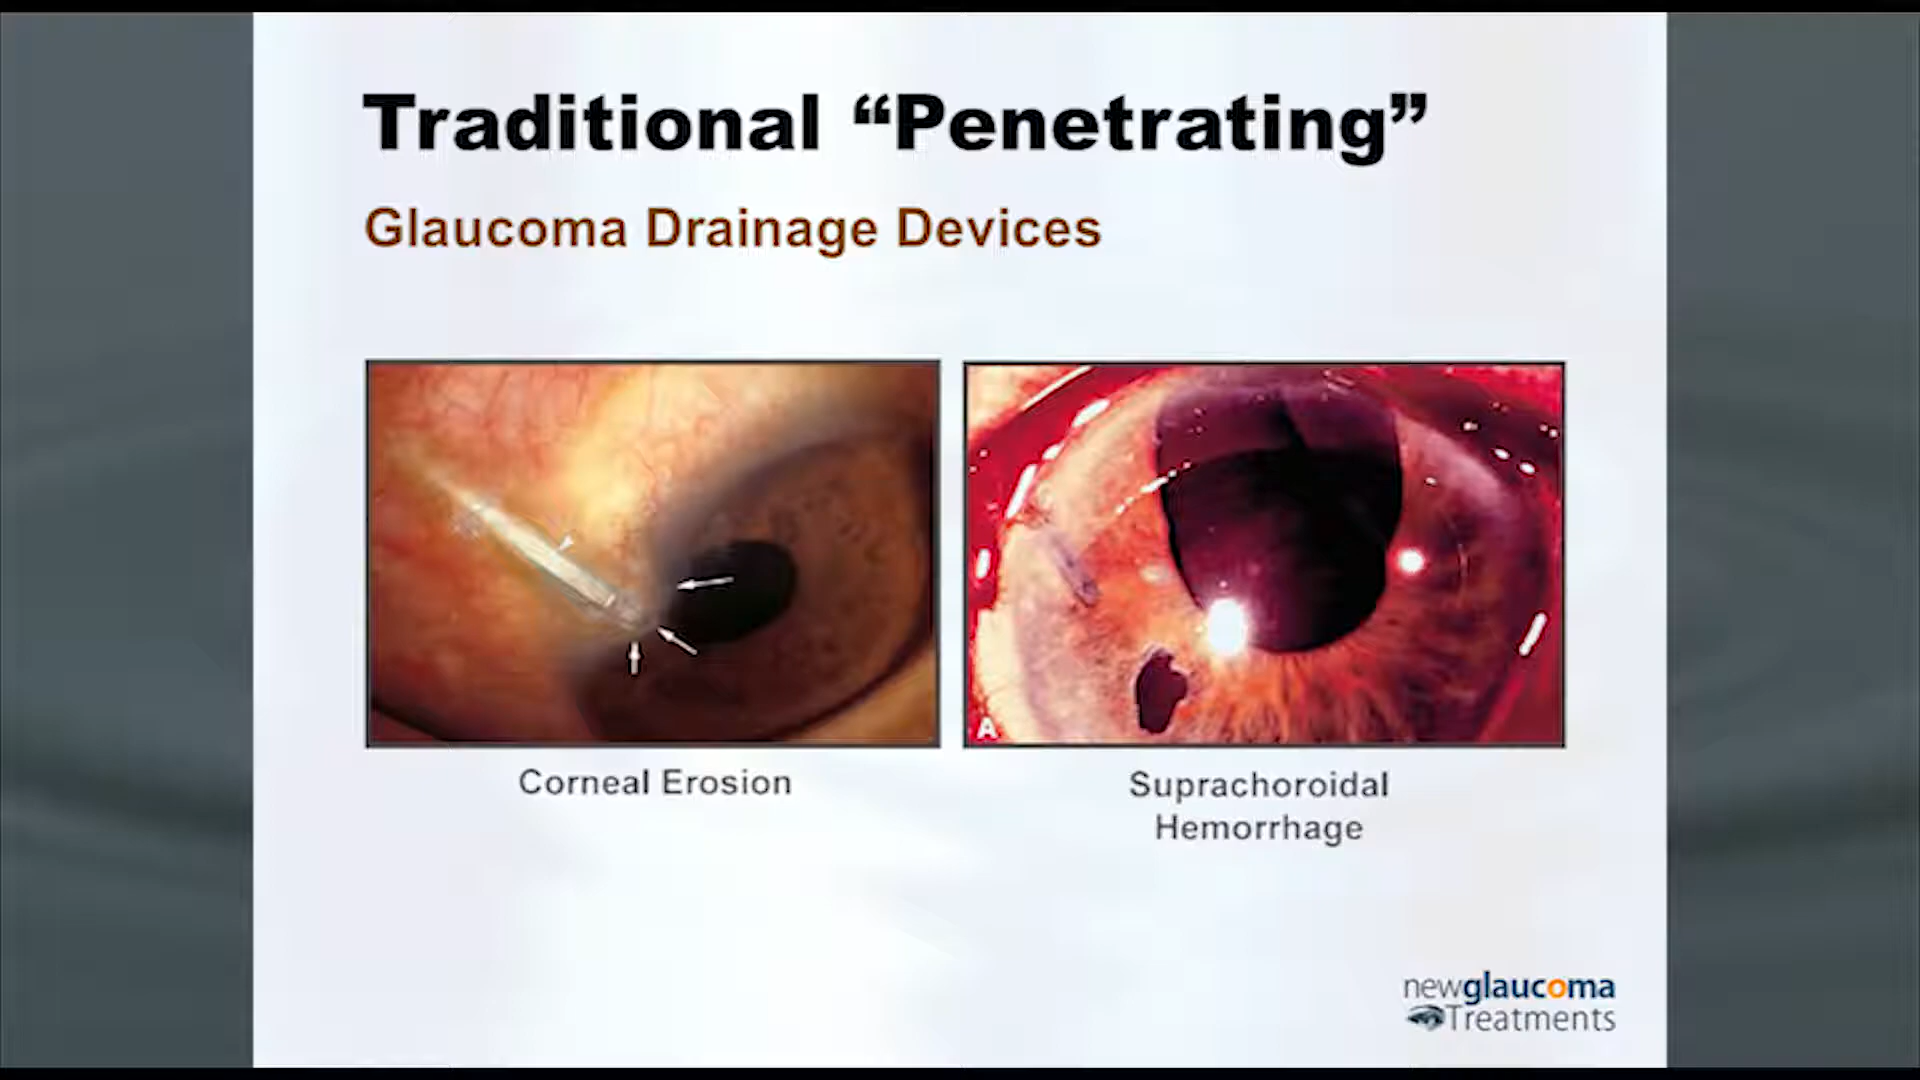 Traditional “Penetrating”
Glaucoma Drainage Devices
A
Corneal Erosion
Suprachoroidal
Hemorrhage
newglaucoma
Treatments